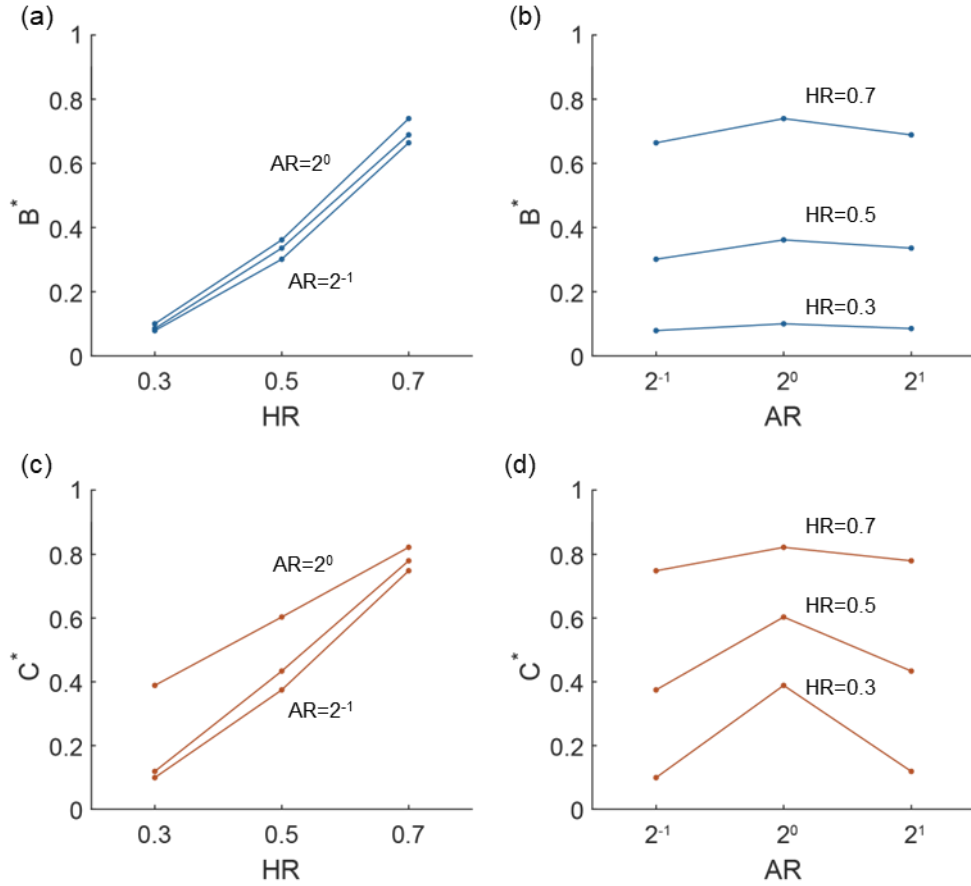 (a)
1
0.8
0.6
0.4
0.2
0
B*
AR=2⁰
AR=2⁻¹
0.3 0.5 0.7
HR
(b)
1
0.8
0.6
0.4
0.2
0
B*
HR=0.7
HR=0.5
HR=0.3
2⁻¹ 2⁰ 2¹
AR
(c)
1
0.8
0.6
0.4
0.2
0
C*
AR=2⁰
AR=2⁻¹
0.3 0.5 0.7
HR
(d)
1
0.8
0.6
0.4
0.2
0
C*
HR=0.7
HR=0.5
HR=0.3
2⁻¹ 2⁰ 2¹
AR